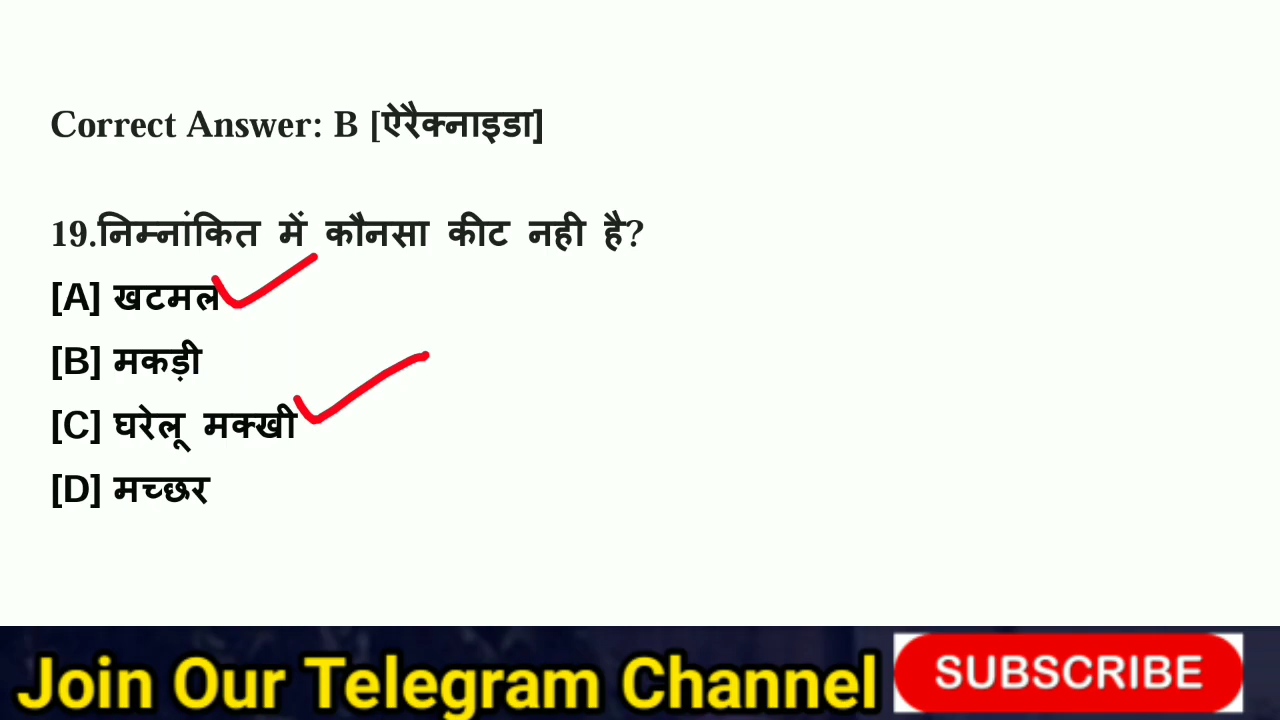 Correct Answer: B [ऐरैक्नाइडा]
19.निम्नांकित में कौनसा कीट नही है?
[A] खटमल
[B] मकड़ी
[C] घरेलू मक्खी
[D] मच्छर
Join Our Telegram Channel SUBSCRIBE